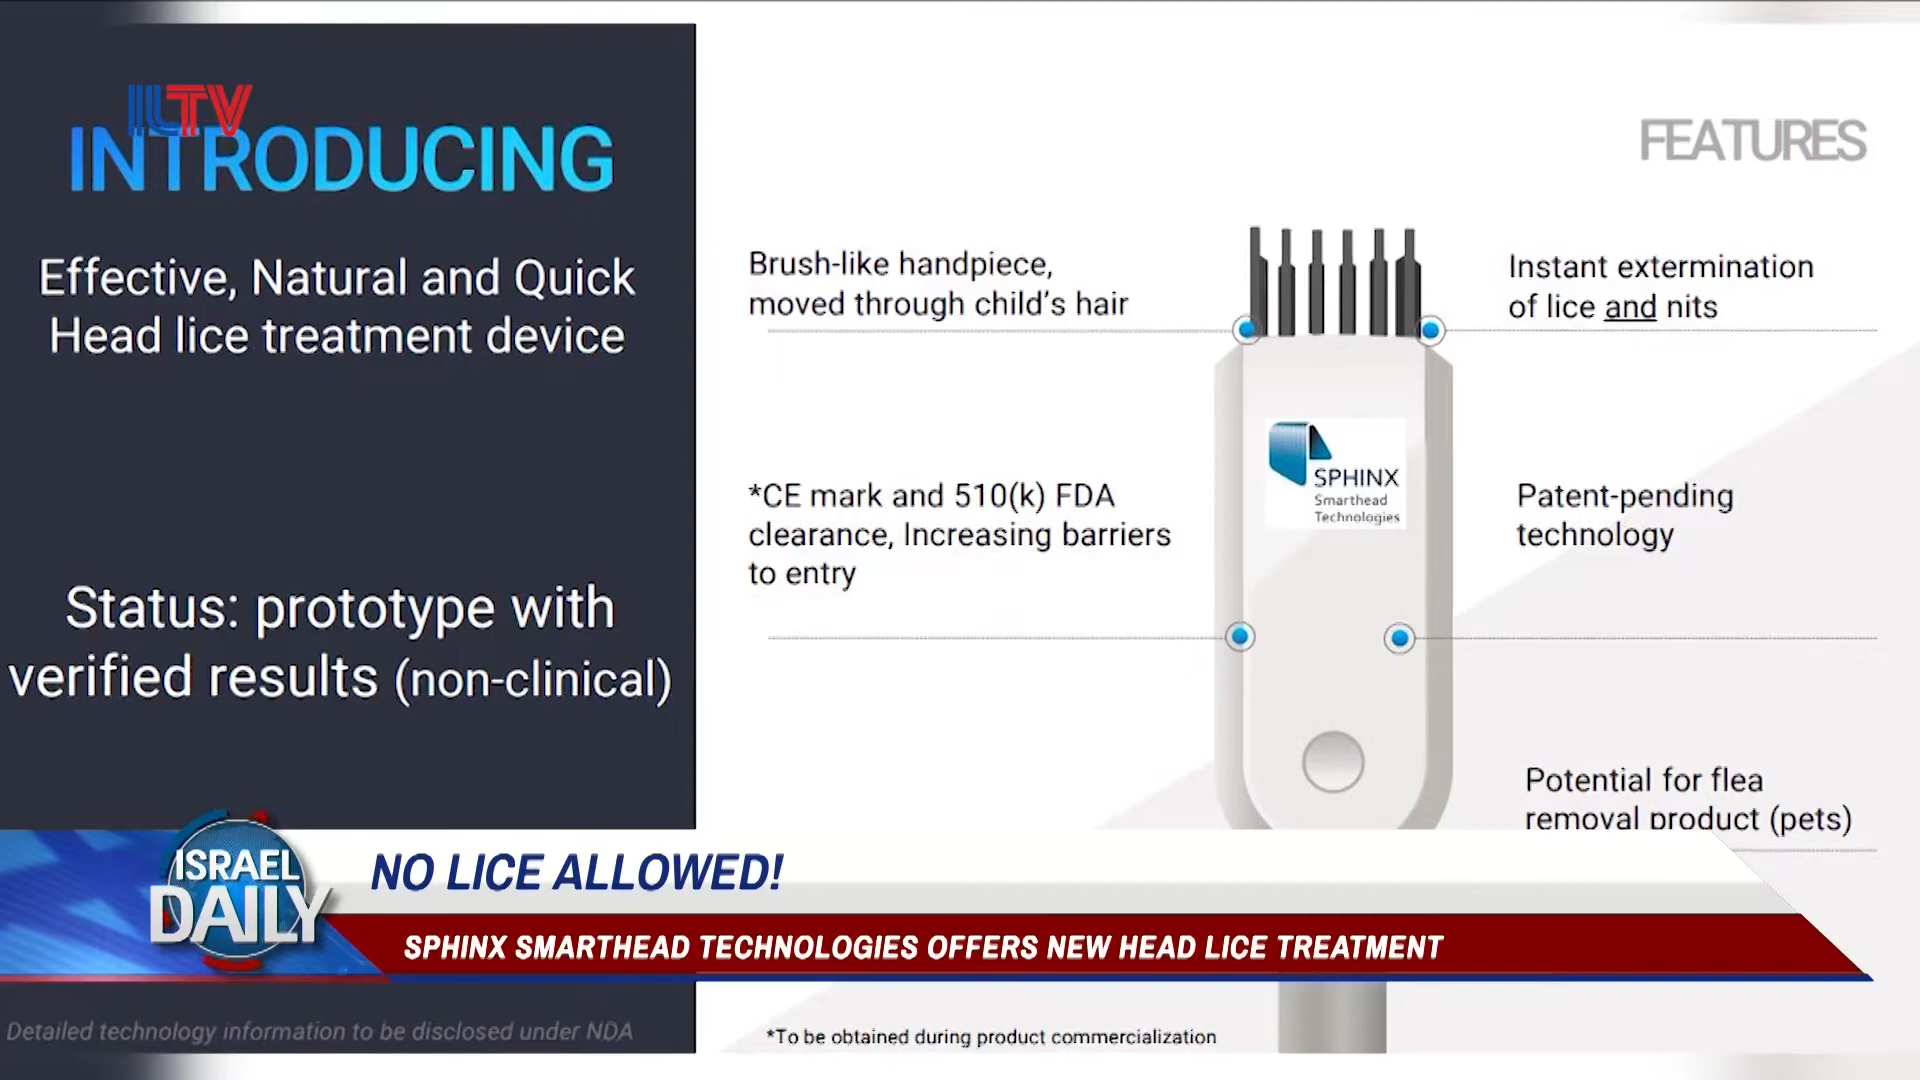 ILTV
INTRODUCING
Effective, Natural and Quick
Head lice treatment device
Status: prototype with
verified results (non-clinical)
FEATURES
Brush-like handpiece,
moved through child's hair
Instant extermination
of lice and nits
SPHINX
Smarthead
Technologies
*CE mark and 510(k) FDA
clearance, Increasing barriers
to entry
Patent-pending
technology
Potential for flea
removal product (pets)
ISRAEL
DAILY
NO LICE ALLOWED!
SPHINX SMARTHEAD TECHNOLOGIES OFFERS NEW HEAD LICE TREATMENT
Detailed technology information to be disclosed under NDA
*To be obtained during product commercialization